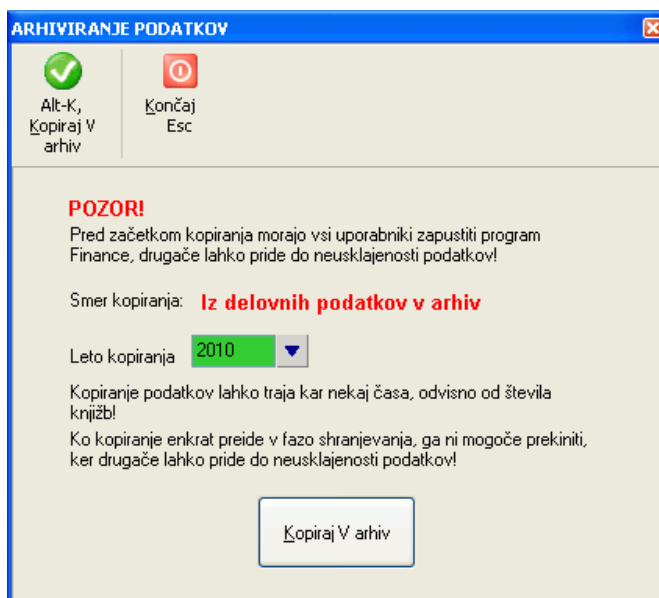 ARHIVIRANJE PODATKOV
Alt-K,
Kopiraj V
arhiv
Končaj
Esc
POZOR!
Pred začetkom kopiranja morajo vsi uporabniki zapustiti program
Finance, drugače lahko pride do neusklajenosti podatkov!
Smer kopiranja: Iz delovnih podatkov v arhiv
Leto kopiranja 2010
Kopiranje podatkov lahko traja kar nekaj časa, odvisno od števila
knjižb!
Ko kopiranje enkrat preide v fazo shranjevanja, ga ni mogoče prekiniti,
ker drugače lahko pride do neusklajenosti podatkov!
Kopiraj V arhiv